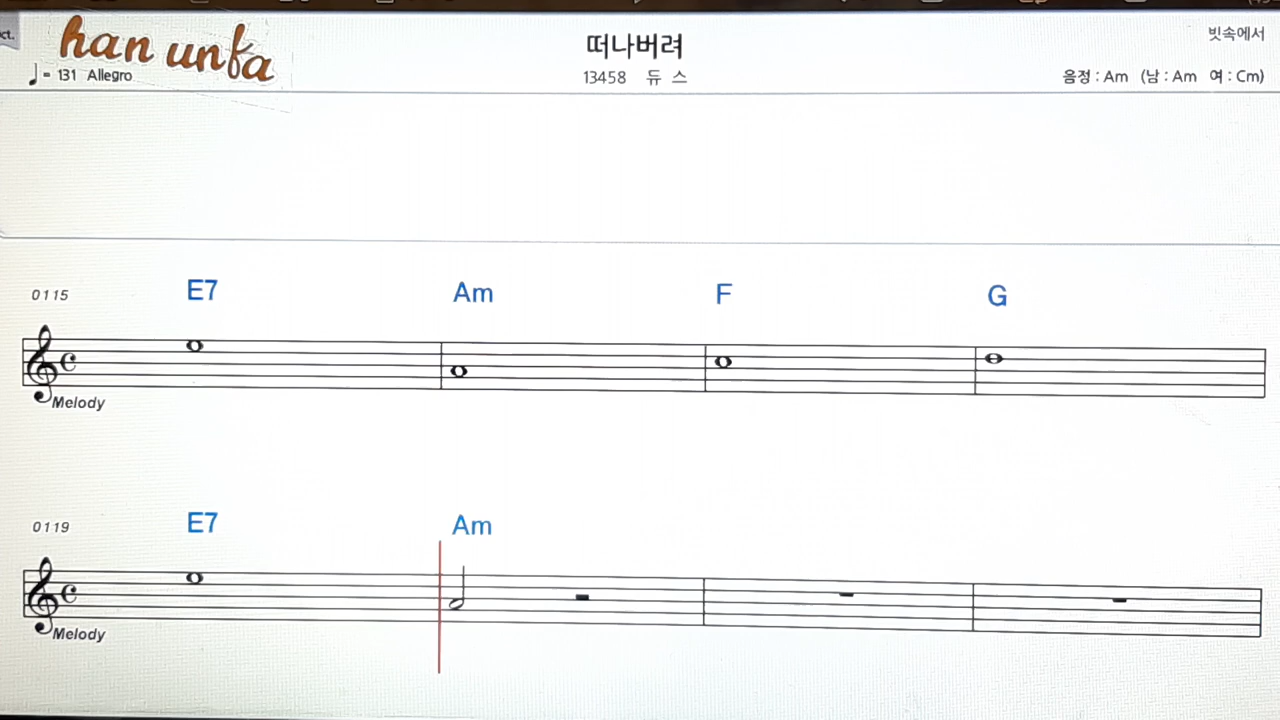 ct.
han unfa
떠나버려
빗속에서
♩= 131 Allegro
13458 듀 스
음정 : Am (남 : Am 여 : Cm)
0115 E7 Am F G
Melody
0119 E7 Am
Melody